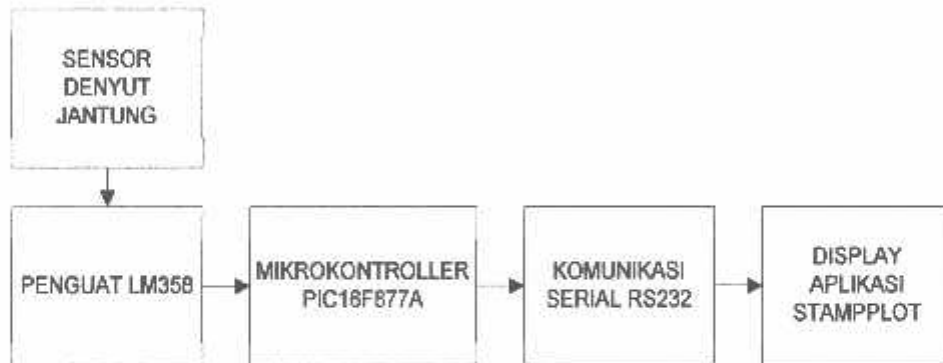 SENSOR
DENYUT
JANTUNG
PENGUAT LM358
MIKROKONTROLLER
PIC16F877A
KOMUNIKASI
SERIAL RS232
DISPLAY
APLIKASI
STAMPPLOT